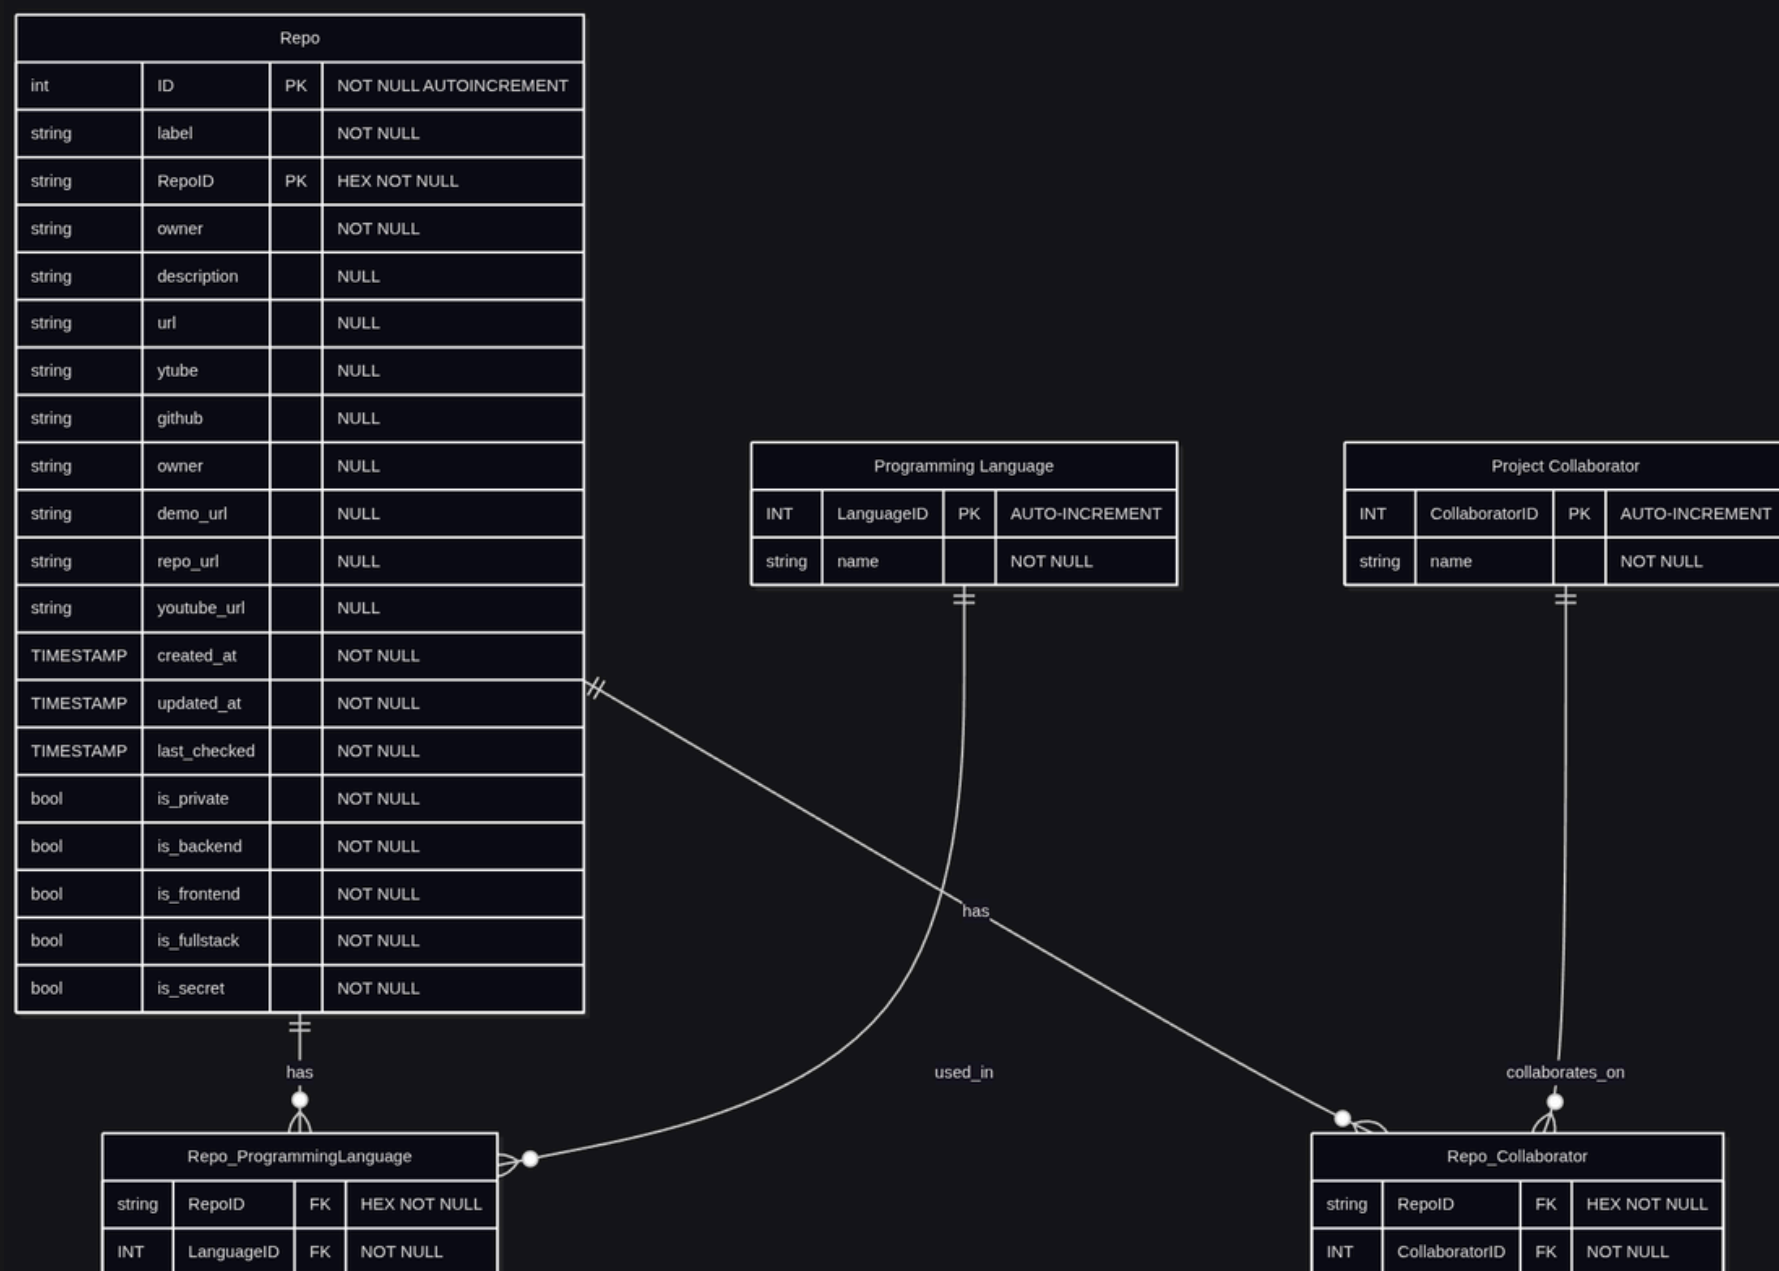 Repo
int ID PK NOT NULL AUTOINCREMENT
string label NOT NULL
string RepoID PK HEX NOT NULL
string owner NOT NULL
string description NULL
string url NULL
string ytube NULL
string github NULL
string owner NULL
string demo_url NULL
string repo_url NULL
string youtube_url NULL
TIMESTAMP created_at NOT NULL
TIMESTAMP updated_at NOT NULL
TIMESTAMP last_checked NOT NULL
bool is_private NOT NULL
bool is_backend NOT NULL
bool is_frontend NOT NULL
bool is_fullstack NOT NULL
bool is_secret NOT NULL
Programming Language
INT LanguageID PK AUTO-INCREMENT
string name NOT NULL
Project Collaborator
INT CollaboratorID PK AUTO-INCREMENT
string name NOT NULL
has
has
used_in
collaborates_on
Repo_ProgrammingLanguage
string RepoID FK HEX NOT NULL
INT LanguageID FK NOT NULL
Repo_Collaborator
string RepoID FK HEX NOT NULL
INT CollaboratorID FK NOT NULL